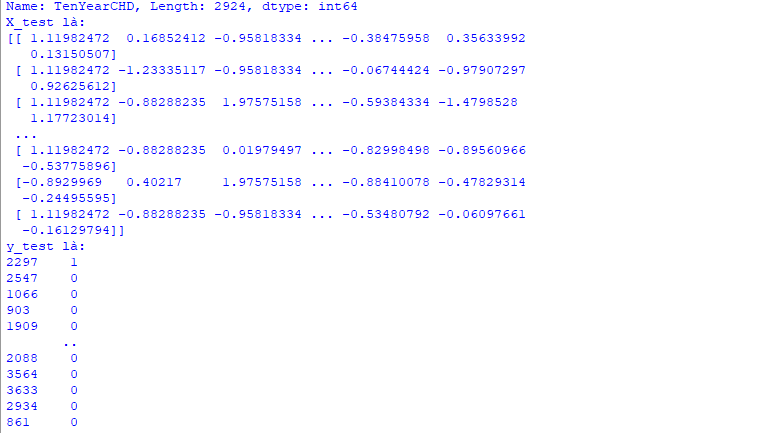 Name: TenYearCHD, Length: 2924, dtype: int64
X_test là:
[[ 1.11982472  0.16852412 -0.95818334 ... -0.38475958  0.35633992
   0.13150507]
 [ 1.11982472 -1.23335117 -0.95818334 ... -0.06744424 -0.97907297
   0.92625612]
 [ 1.11982472 -0.88288235  1.97575158 ... -0.59384334 -1.4798528
   1.17723014]
 ...
 [ 1.11982472 -0.88288235  0.01979497 ... -0.82998498 -0.89560966
  -0.53775896]
 [-0.8929969   0.40217     1.97575158 ... -0.88410078 -0.47829314
  -0.24495595]
 [ 1.11982472 -0.88288235 -0.95818334 ... -0.53480792 -0.06097661
  -0.16129794]]
y_test là:
2297    1
2547    0
1066    0
903     0
1909    0
       ..
2088    0
3564    0
3633    0
2934    0
861     0